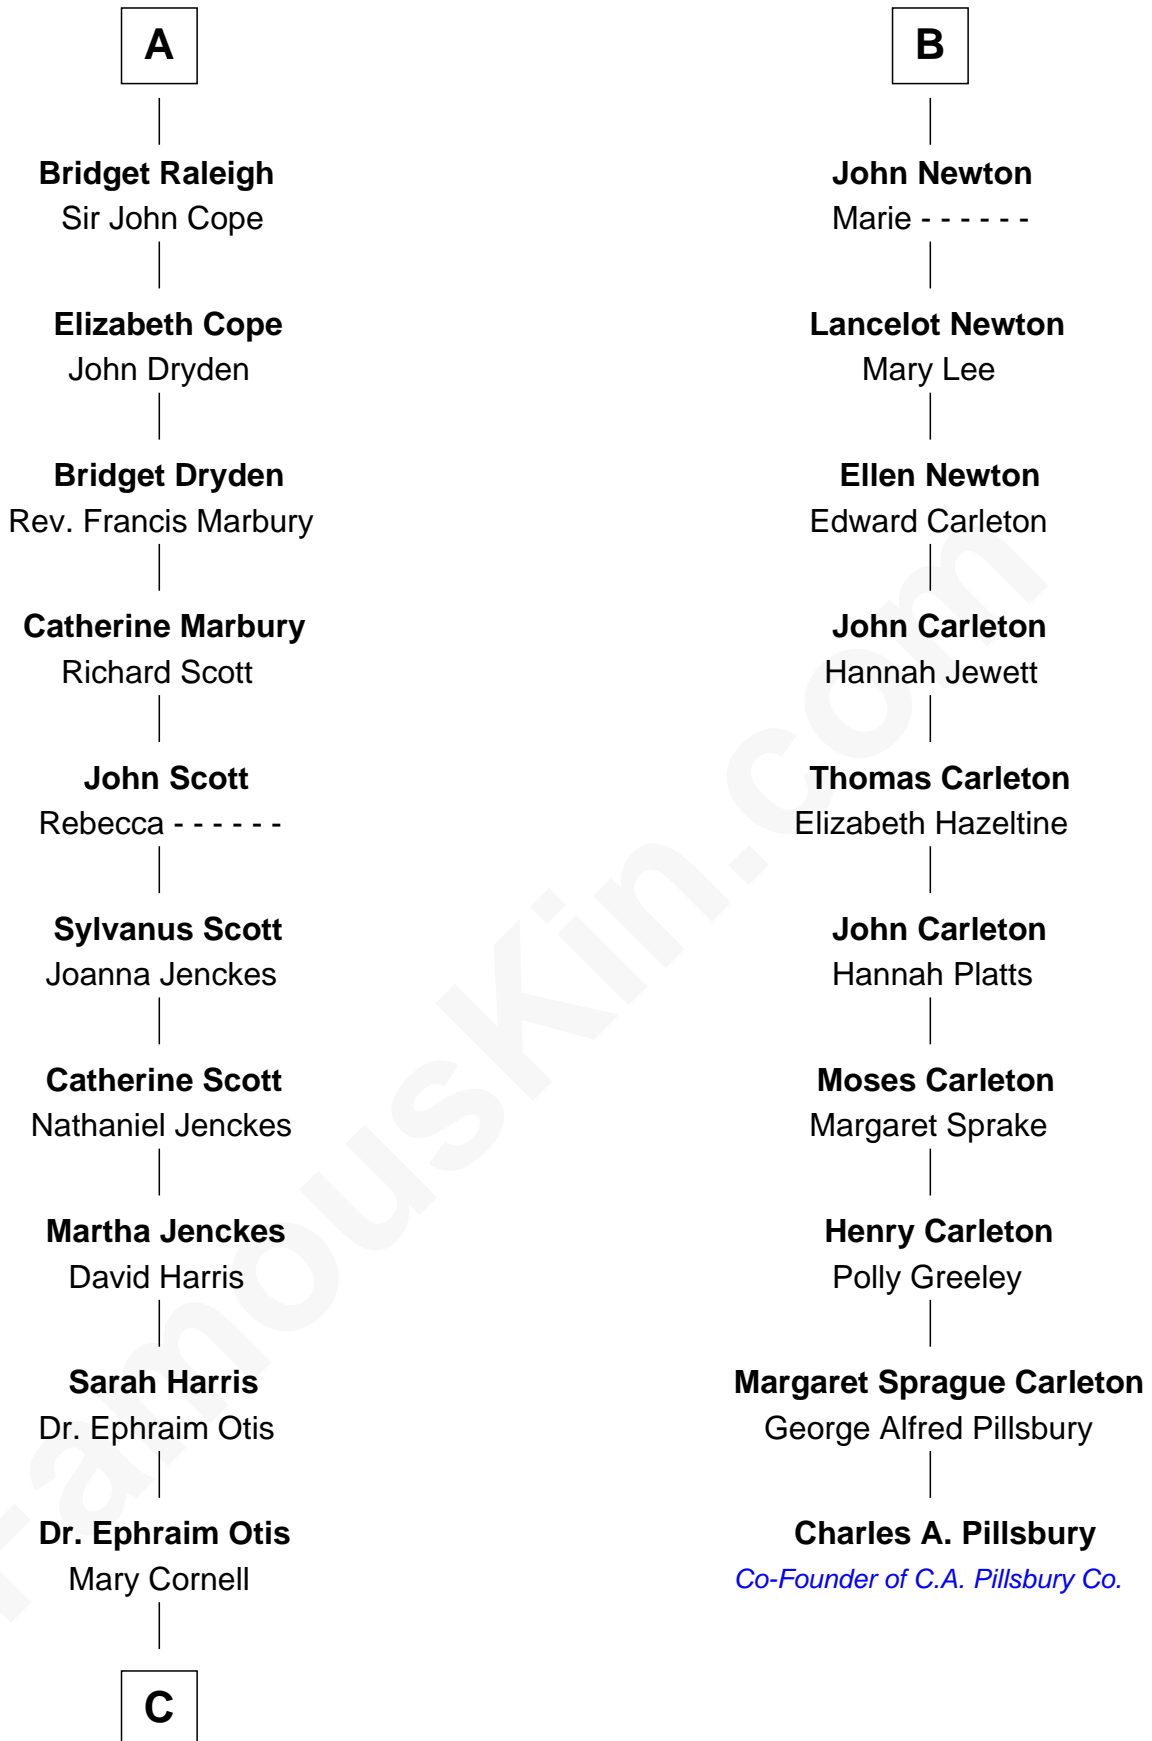 A
Bridget Raleigh
Sir John Cope
Elizabeth Cope
John Dryden
Bridget Dryden
Rev. Francis Marbury
Catherine Marbury
Richard Scott
John Scott
Rebecca - - - - - -
Sylvanus Scott
Joanna Jenckes
Catherine Scott
Nathaniel Jenckes
Martha Jenckes
David Harris
Sarah Harris
Dr. Ephraim Otis
Dr. Ephraim Otis
Mary Cornell
C
B
John Newton
Marie - - - - - -
Lancelot Newton
Mary Lee
Ellen Newton
Edward Carleton
John Carleton
Hannah Jewett
Thomas Carleton
Elizabeth Hazeltine
John Carleton
Hannah Platts
Moses Carleton
Margaret Sprake
Henry Carleton
Polly Greeley
Margaret Sprague Carleton
George Alfred Pillsbury
Charles A. Pillsbury
Co-Founder of C.A. Pillsbury Co.
FamousKin.com